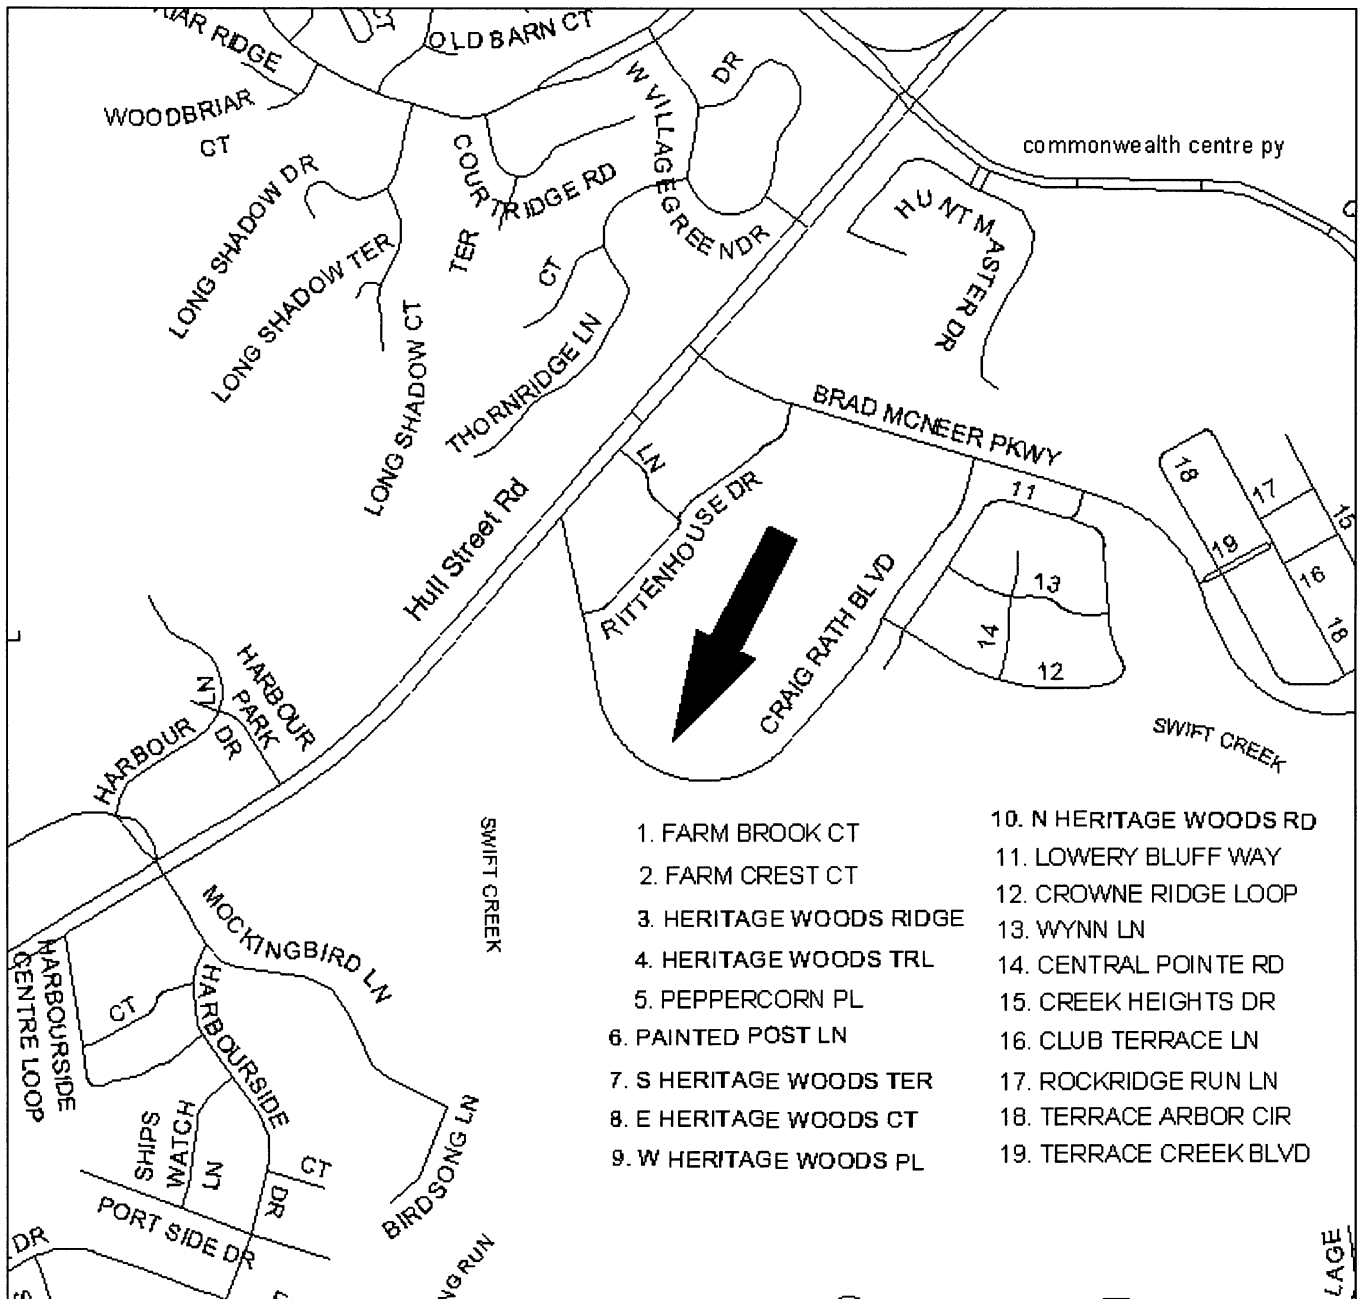 RIAR RIDGE
OLD BARN CT
WOODBRIAR
CT
LONG SHADOW DR
LONG SHADOW TER
LONG SHADOW CT
COURTRIDGE RD
TER
W VILLAGE GREEN DR
DR
CT
THORNRIDGE LN
commonwealth centre py
HUNTMASTER DR
BRAD MCNEER PKWY
Hull Street Rd
LN
RITTENHOUSE DR
CRAIG RATH BLVD
11
13
14
12
18
17
15
19
16
18
SWIFT CREEK
HARBOUR
PARK
DR
HARBOUR
LN
SWIFT CREEK
MOCKINGBIRD LN
HARBOURSIDE
CENTRE LOOP
CT
HARBOURSIDE
DR
CT
SHIPS
WATCH
LN
PORT SIDE DR
BIRDSONG LN
NG RUN
DR
LAGE
1. FARM BROOK CT
2. FARM CREST CT
3. HERITAGE WOODS RIDGE
4. HERITAGE WOODS TRL
5. PEPPERCORN PL
6. PAINTED POST LN
7. S HERITAGE WOODS TER
8. E HERITAGE WOODS CT
9. W HERITAGE WOODS PL
10. N HERITAGE WOODS RD
11. LOWERY BLUFF WAY
12. CROWNE RIDGE LOOP
13. WYNN LN
14. CENTRAL POINTE RD
15. CREEK HEIGHTS DR
16. CLUB TERRACE LN
17. ROCKRIDGE RUN LN
18. TERRACE ARBOR CIR
19. TERRACE CREEK BLVD